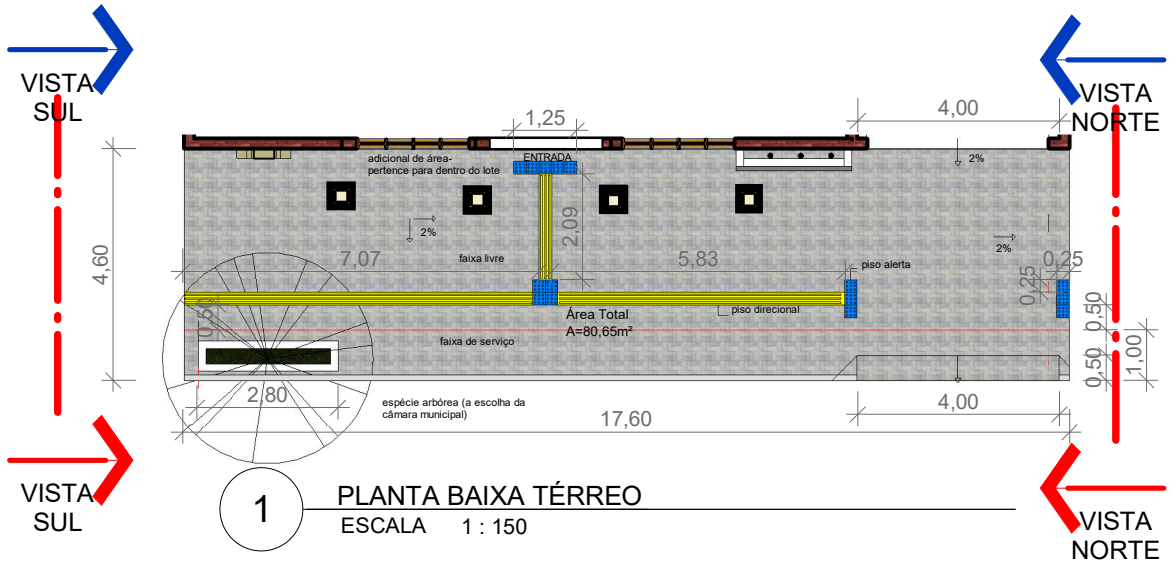 VISTA
SUL
VISTA
NORTE
4,00
1,25
adicional de área-
pertence para dentro do lote
ENTRADA
2%
2,09
2%
2%
4,60
7,07
faixa livre
5,83
piso alerta
0,25
0,25
0,50
Área Total
A=80,65m²
piso direcional
0,50
faixa de serviço
1,00
0,50
2,80
espécie arbórea (a escolha da
câmara municipal)
4,00
17,60
VISTA
SUL
1
PLANTA BAIXA TÉRREO
ESCALA 1 : 150
VISTA
NORTE